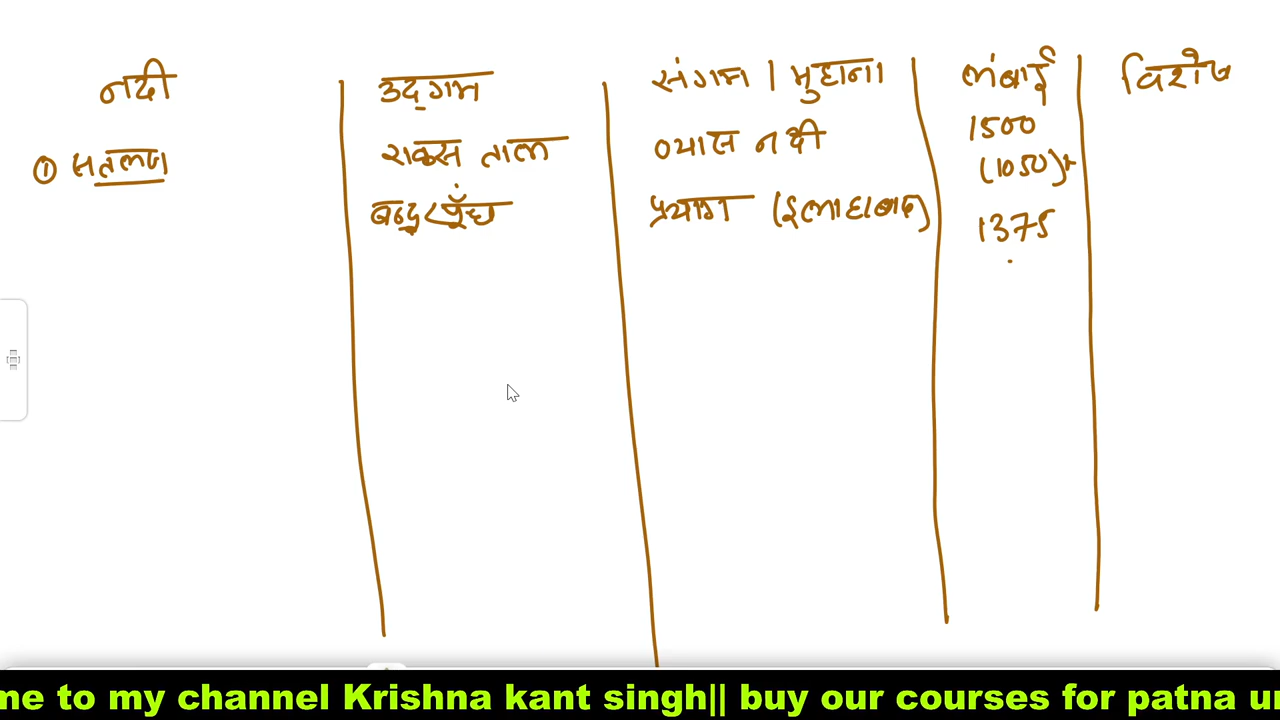 नदी उद्गम संगम | मुहाना लंबाई विशेष
① सतलज राकस ताल व्यास नदी 1500
(1050)
बन्दरपूँछ प्रयाग (इलाहाबाद) 1375
me to my channel Krishna kant singh|| buy our courses for patna u